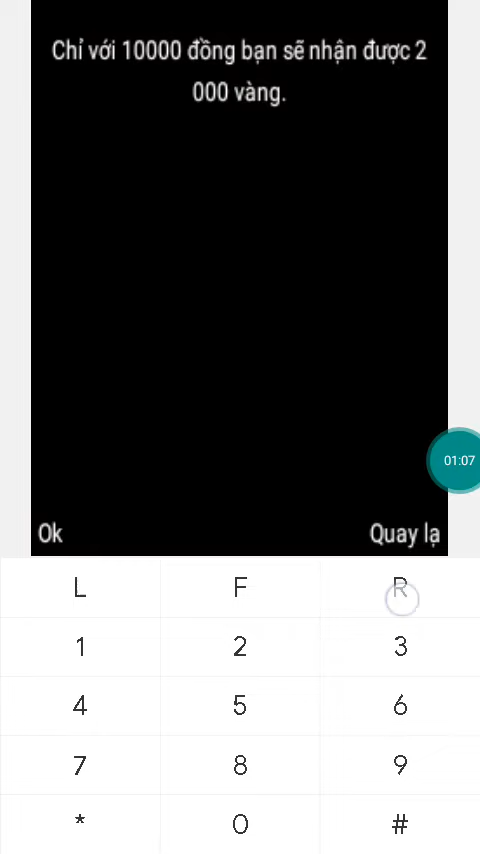 Chỉ với 10000 đồng bạn sẽ nhận được 2
000 vàng.
01:07
Ok
Quay lạ
L
F
R
1
2
3
4
5
6
7
8
9
*
0
#